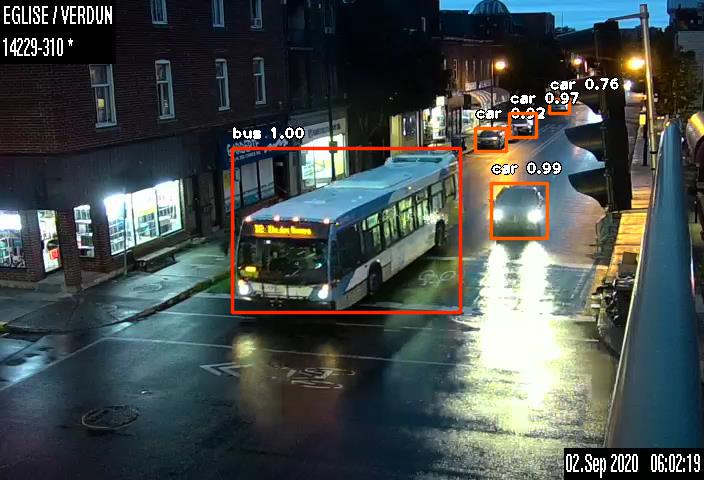 EGLISE / VERDUN
14229-310 *
car 0.76
car 0.97
car 0.92
bus 1.00
car 0.99
02.Sep 2020 06:02:19